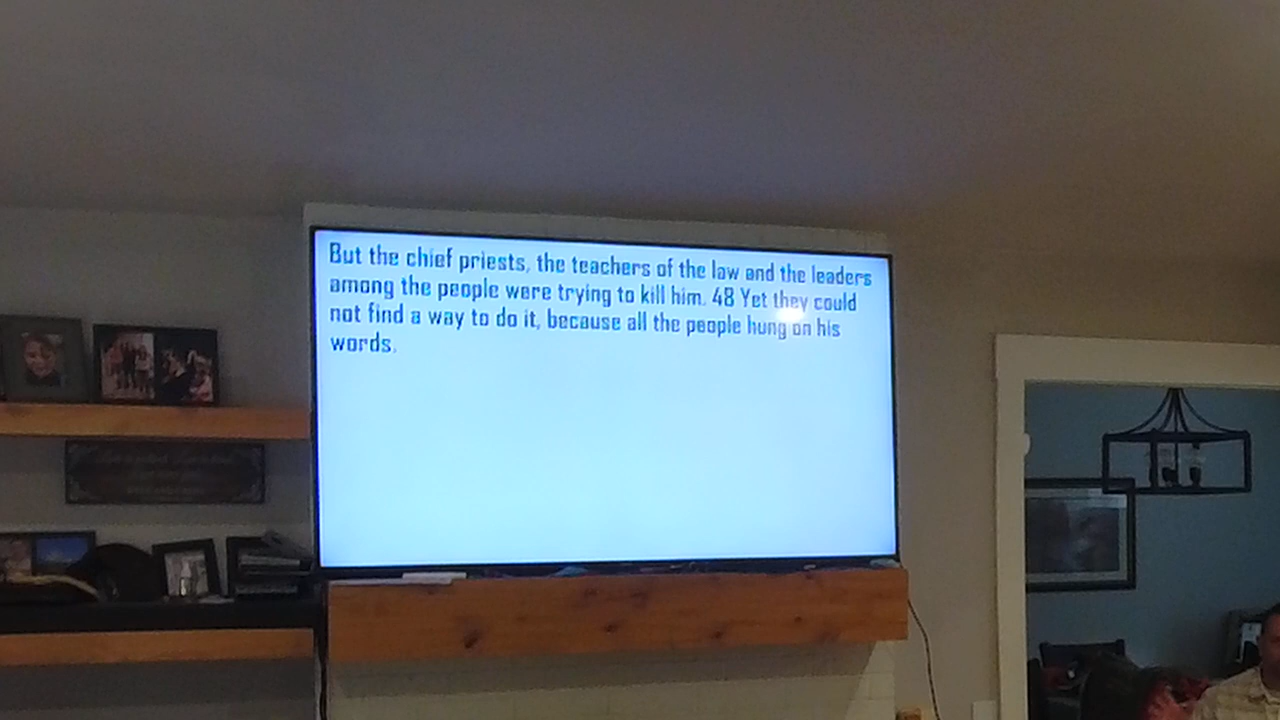 But the chief priests, the teachers of the law and the leaders
among the people were trying to kill him. 48 Yet they could
not find a way to do it, because all the people hung on his
words.